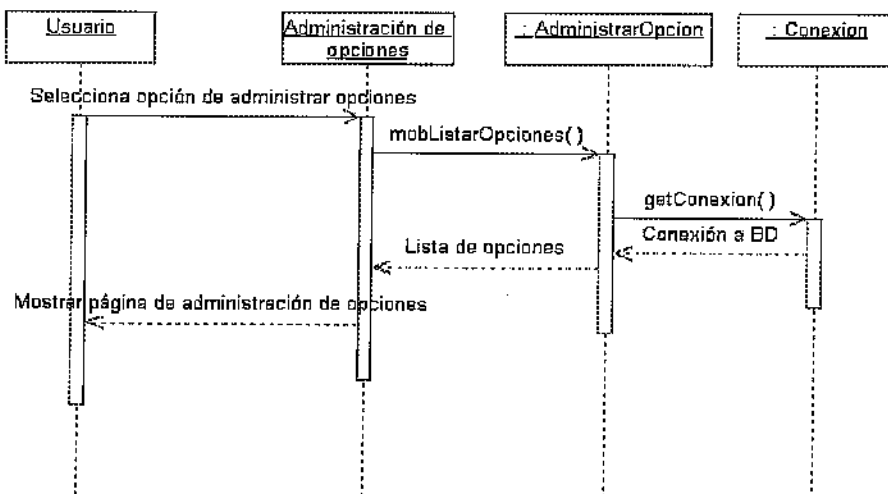 Usuario
Administración de
opciones
: AdministrarOpcion
: Conexion
Selecciona opción de administrar opciones
mobListarOpciones()
getConexion()
Conexión a BD
Lista de opciones
Mostrar página de administración de opciones